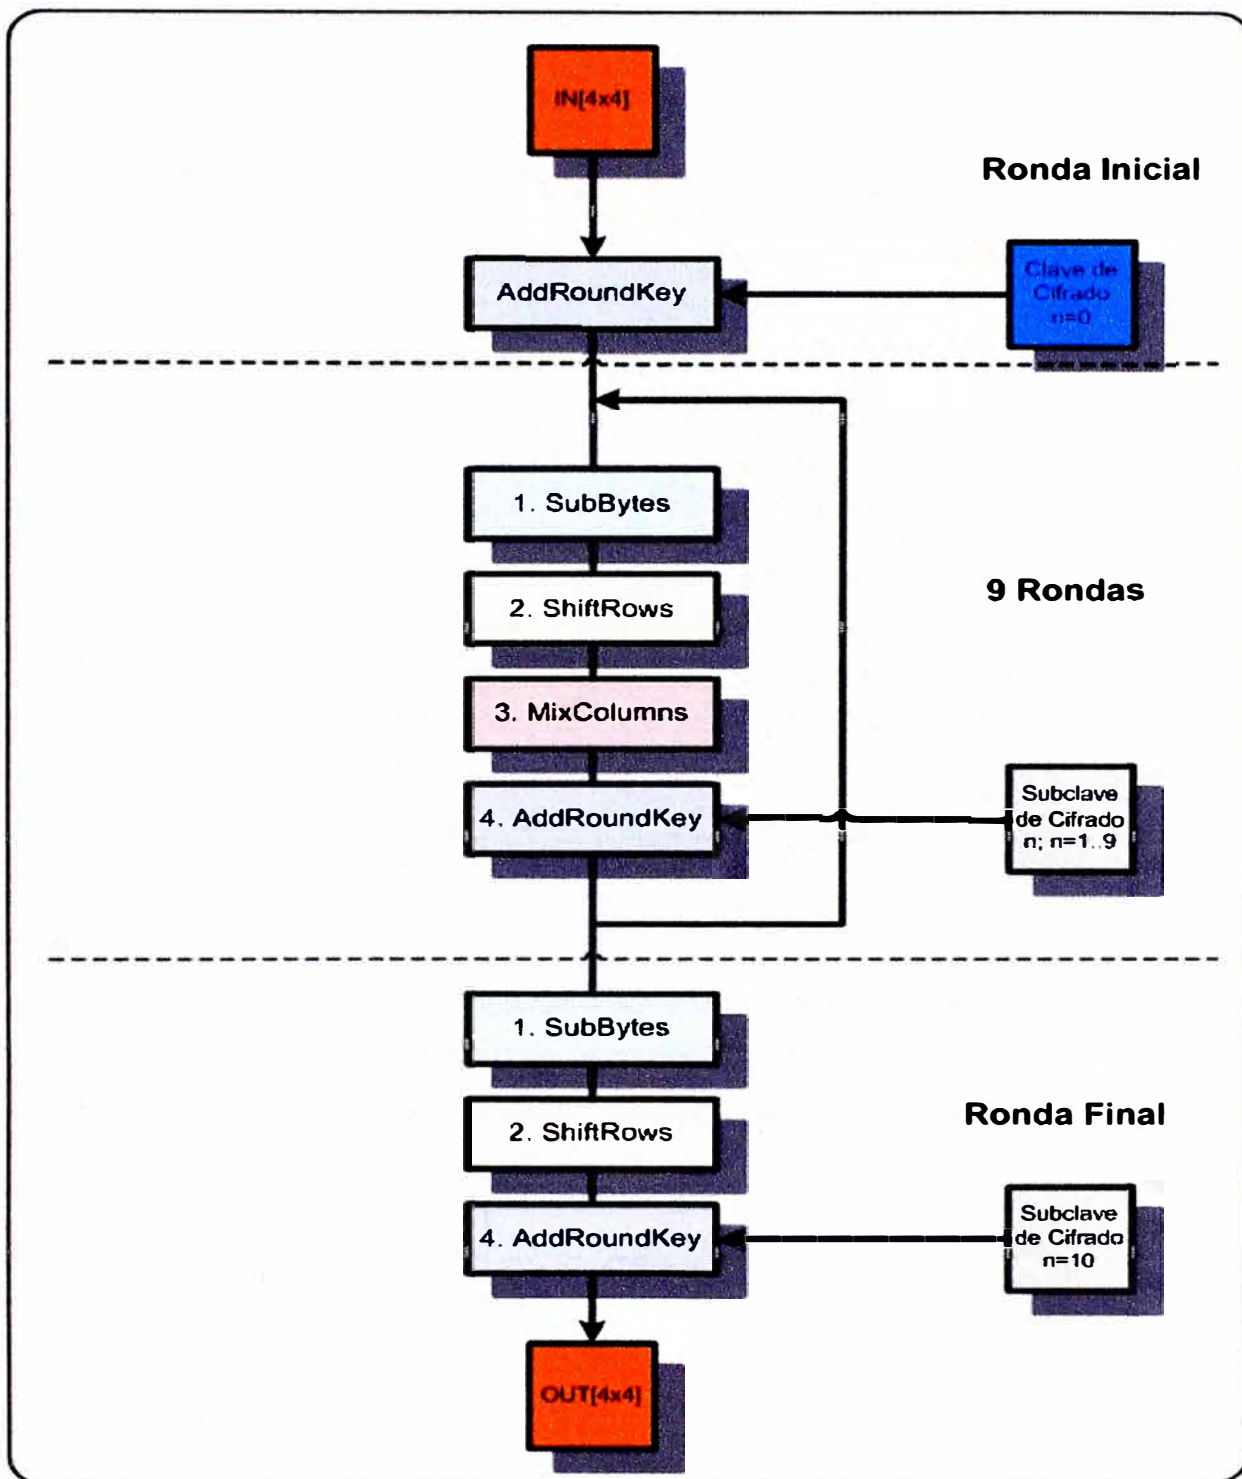 IN[4x4]
Ronda Inicial
AddRoundKey
Clave de
Cifrado
n=0
1. SubBytes
2. ShiftRows
9 Rondas
3. MixColumns
4. AddRoundKey
Subclave
de Cifrado
n; n=1..9
1. SubBytes
2. ShiftRows
Ronda Final
4. AddRoundKey
Subclave
de Cifrado
n=10
OUT[4x4]